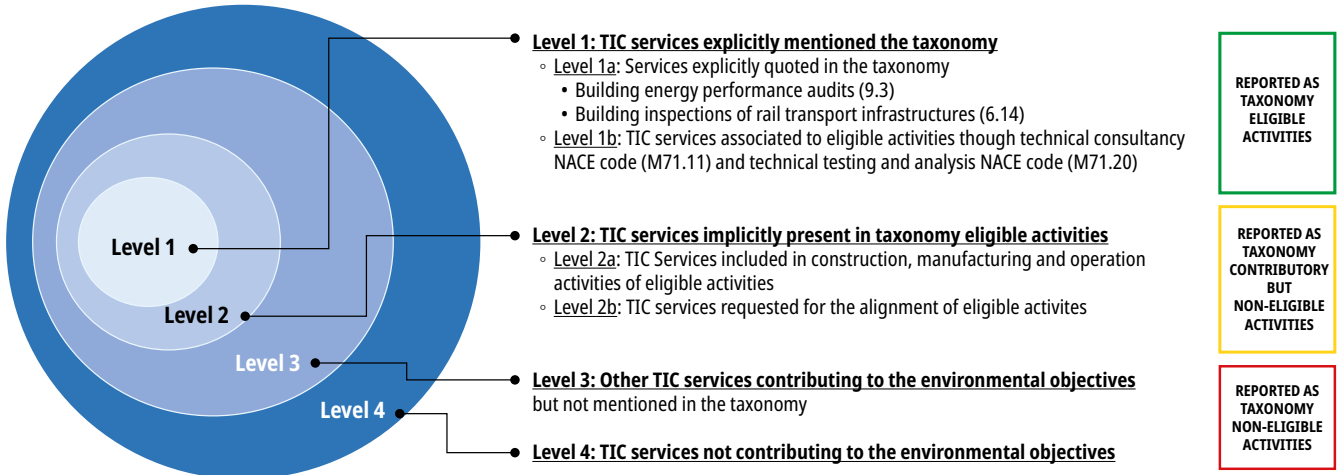 Level 1
Level 2
Level 3
Level 4
Level 1: TIC services explicitly mentioned the taxonomy
◦ Level 1a: Services explicitly quoted in the taxonomy
• Building energy performance audits (9.3)
• Building inspections of rail transport infrastructures (6.14)
◦ Level 1b: TIC services associated to eligible activities though technical consultancy
NACE code (M71.11) and technical testing and analysis NACE code (M71.20)
REPORTED AS
TAXONOMY
ELIGIBLE
ACTIVITIES
Level 2: TIC services implicitly present in taxonomy eligible activities
◦ Level 2a: TIC Services included in construction, manufacturing and operation
activities of eligible activities
◦ Level 2b: TIC services requested for the alignment of eligible activites
REPORTED AS
TAXONOMY
CONTRIBUTORY
BUT
NON-ELIGIBLE
ACTIVITIES
Level 3: Other TIC services contributing to the environmental objectives
but not mentioned in the taxonomy
Level 4: TIC services not contributing to the environmental objectives
REPORTED AS
TAXONOMY
NON-ELIGIBLE
ACTIVITIES